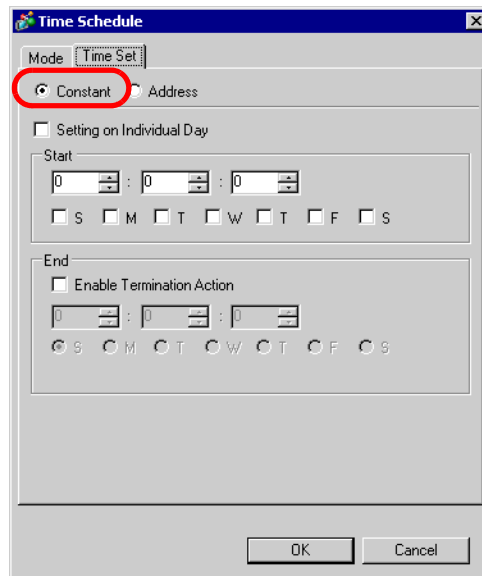 Time Schedule
Mode Time Set
Constant Address
Setting on Individual Day
Start
0 : 0 : 0
S M T W T F S
End
Enable Termination Action
0 : 0 : 0
S M T W T F S
OK Cancel